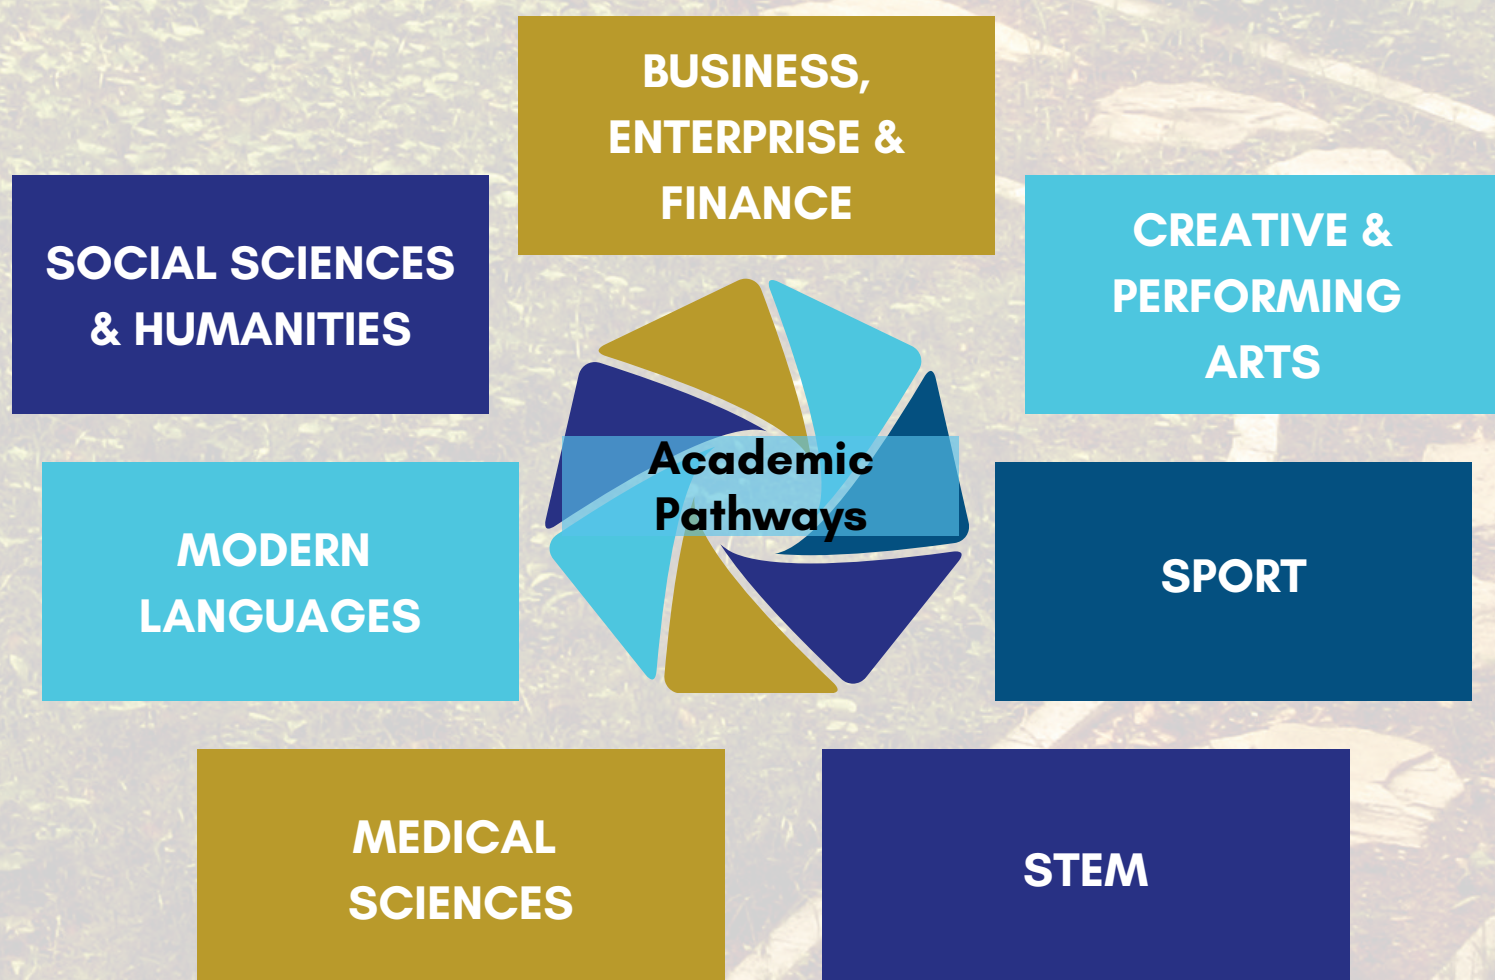 BUSINESS,
ENTERPRISE &
FINANCE
SOCIAL SCIENCES
& HUMANITIES
CREATIVE &
PERFORMING
ARTS
Academic
Pathways
MODERN
LANGUAGES
SPORT
MEDICAL
SCIENCES
STEM